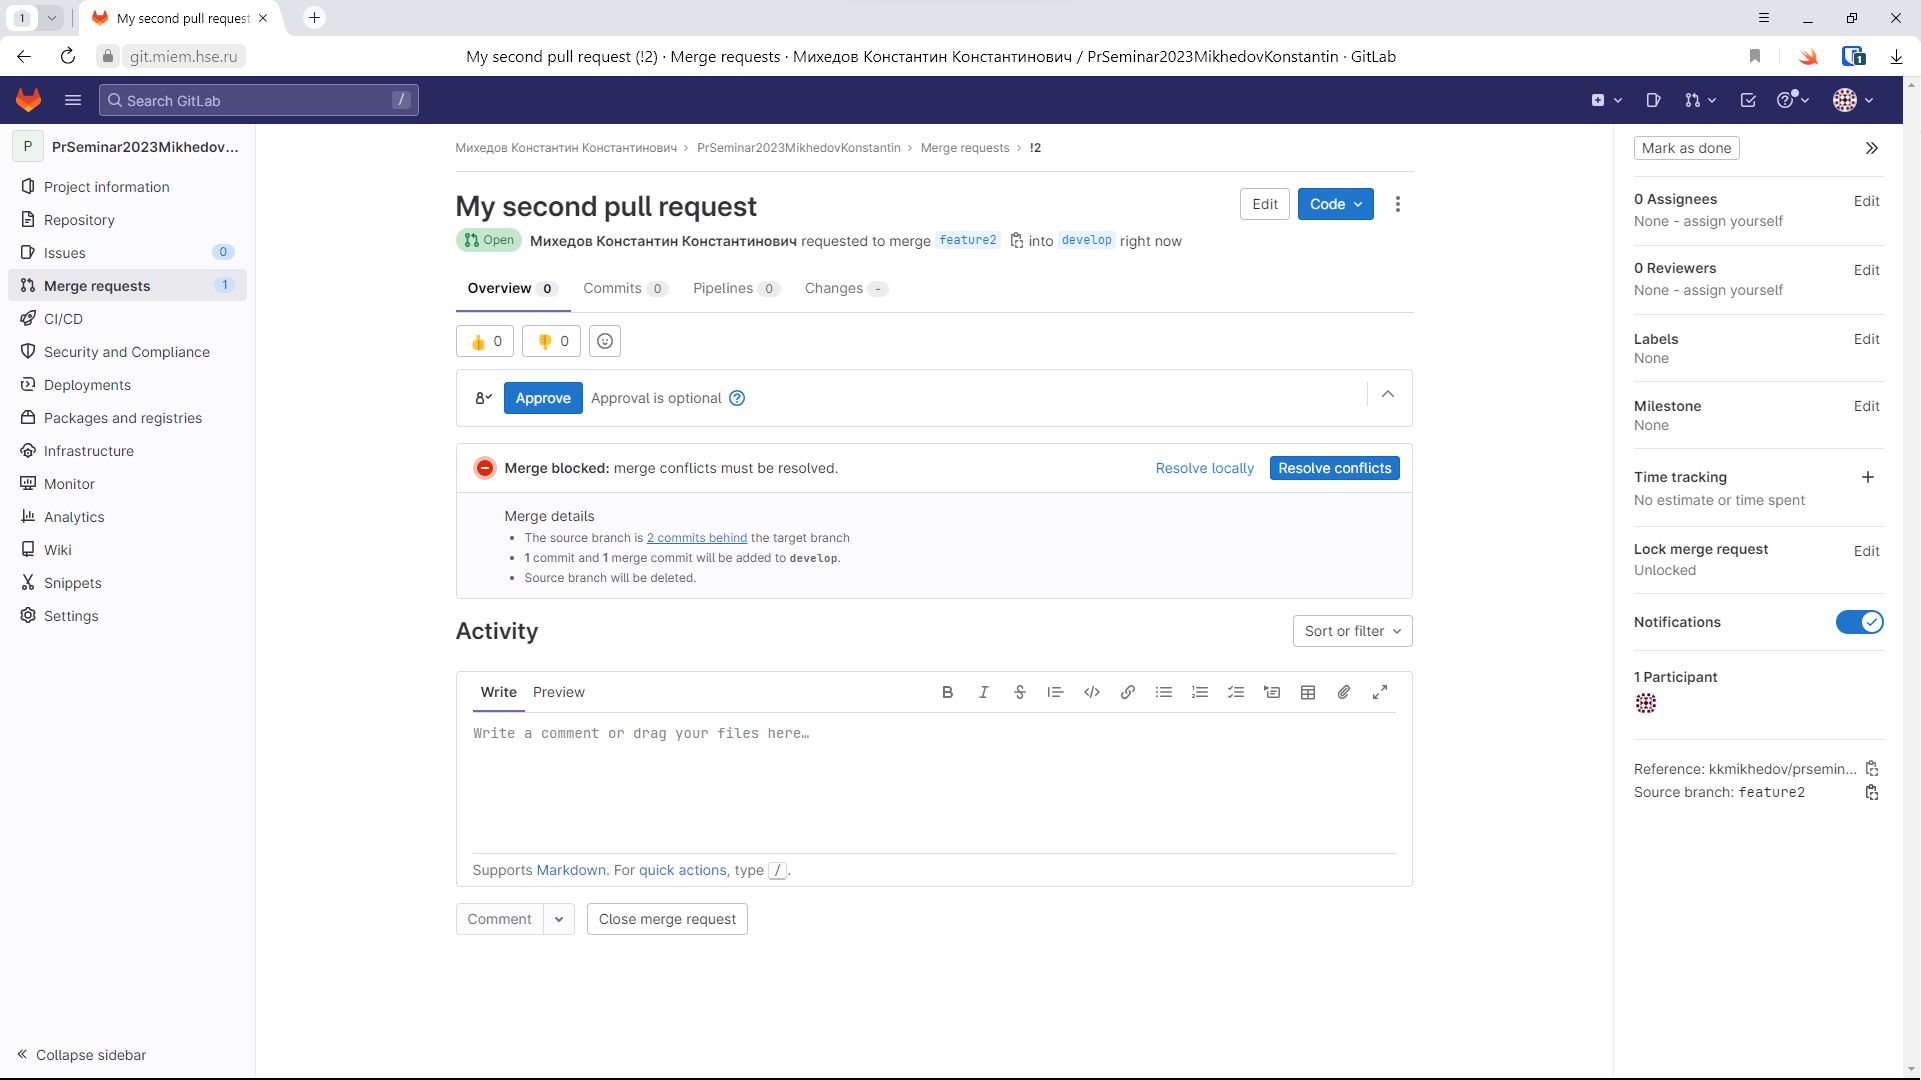 1
My second pull request
git.miem.hse.ru
My second pull request (!2) · Merge requests · Михедов Константин Константинович / PrSeminar2023MikhedovKonstantin · GitLab
1
Search GitLab
/
P
PrSeminar2023Mikhedov...
Project information
Repository
Issues 0
Merge requests 1
CI/CD
Security and Compliance
Deployments
Packages and registries
Infrastructure
Monitor
Analytics
Wiki
Snippets
Settings
Collapse sidebar
Михедов Константин Константинович › PrSeminar2023MikhedovKonstantin › Merge requests › !2
My second pull request
Edit
Code
Open Михедов Константин Константинович requested to merge feature2 into develop right now
Overview 0 Commits 0 Pipelines 0 Changes -
0 0
Approve Approval is optional ?
Merge blocked: merge conflicts must be resolved.
Resolve locally Resolve conflicts
Merge details
• The source branch is 2 commits behind the target branch
• 1 commit and 1 merge commit will be added to develop.
• Source branch will be deleted.
Activity
Sort or filter
Write Preview
Write a comment or drag your files here…
Supports Markdown. For quick actions, type /.
Comment
Close merge request
Mark as done
0 Assignees Edit
None - assign yourself
0 Reviewers Edit
None - assign yourself
Labels Edit
None
Milestone Edit
None
Time tracking
No estimate or time spent
Lock merge request Edit
Unlocked
Notifications
1 Participant
Reference: kkmikhedov/prsemin...
Source branch: feature2